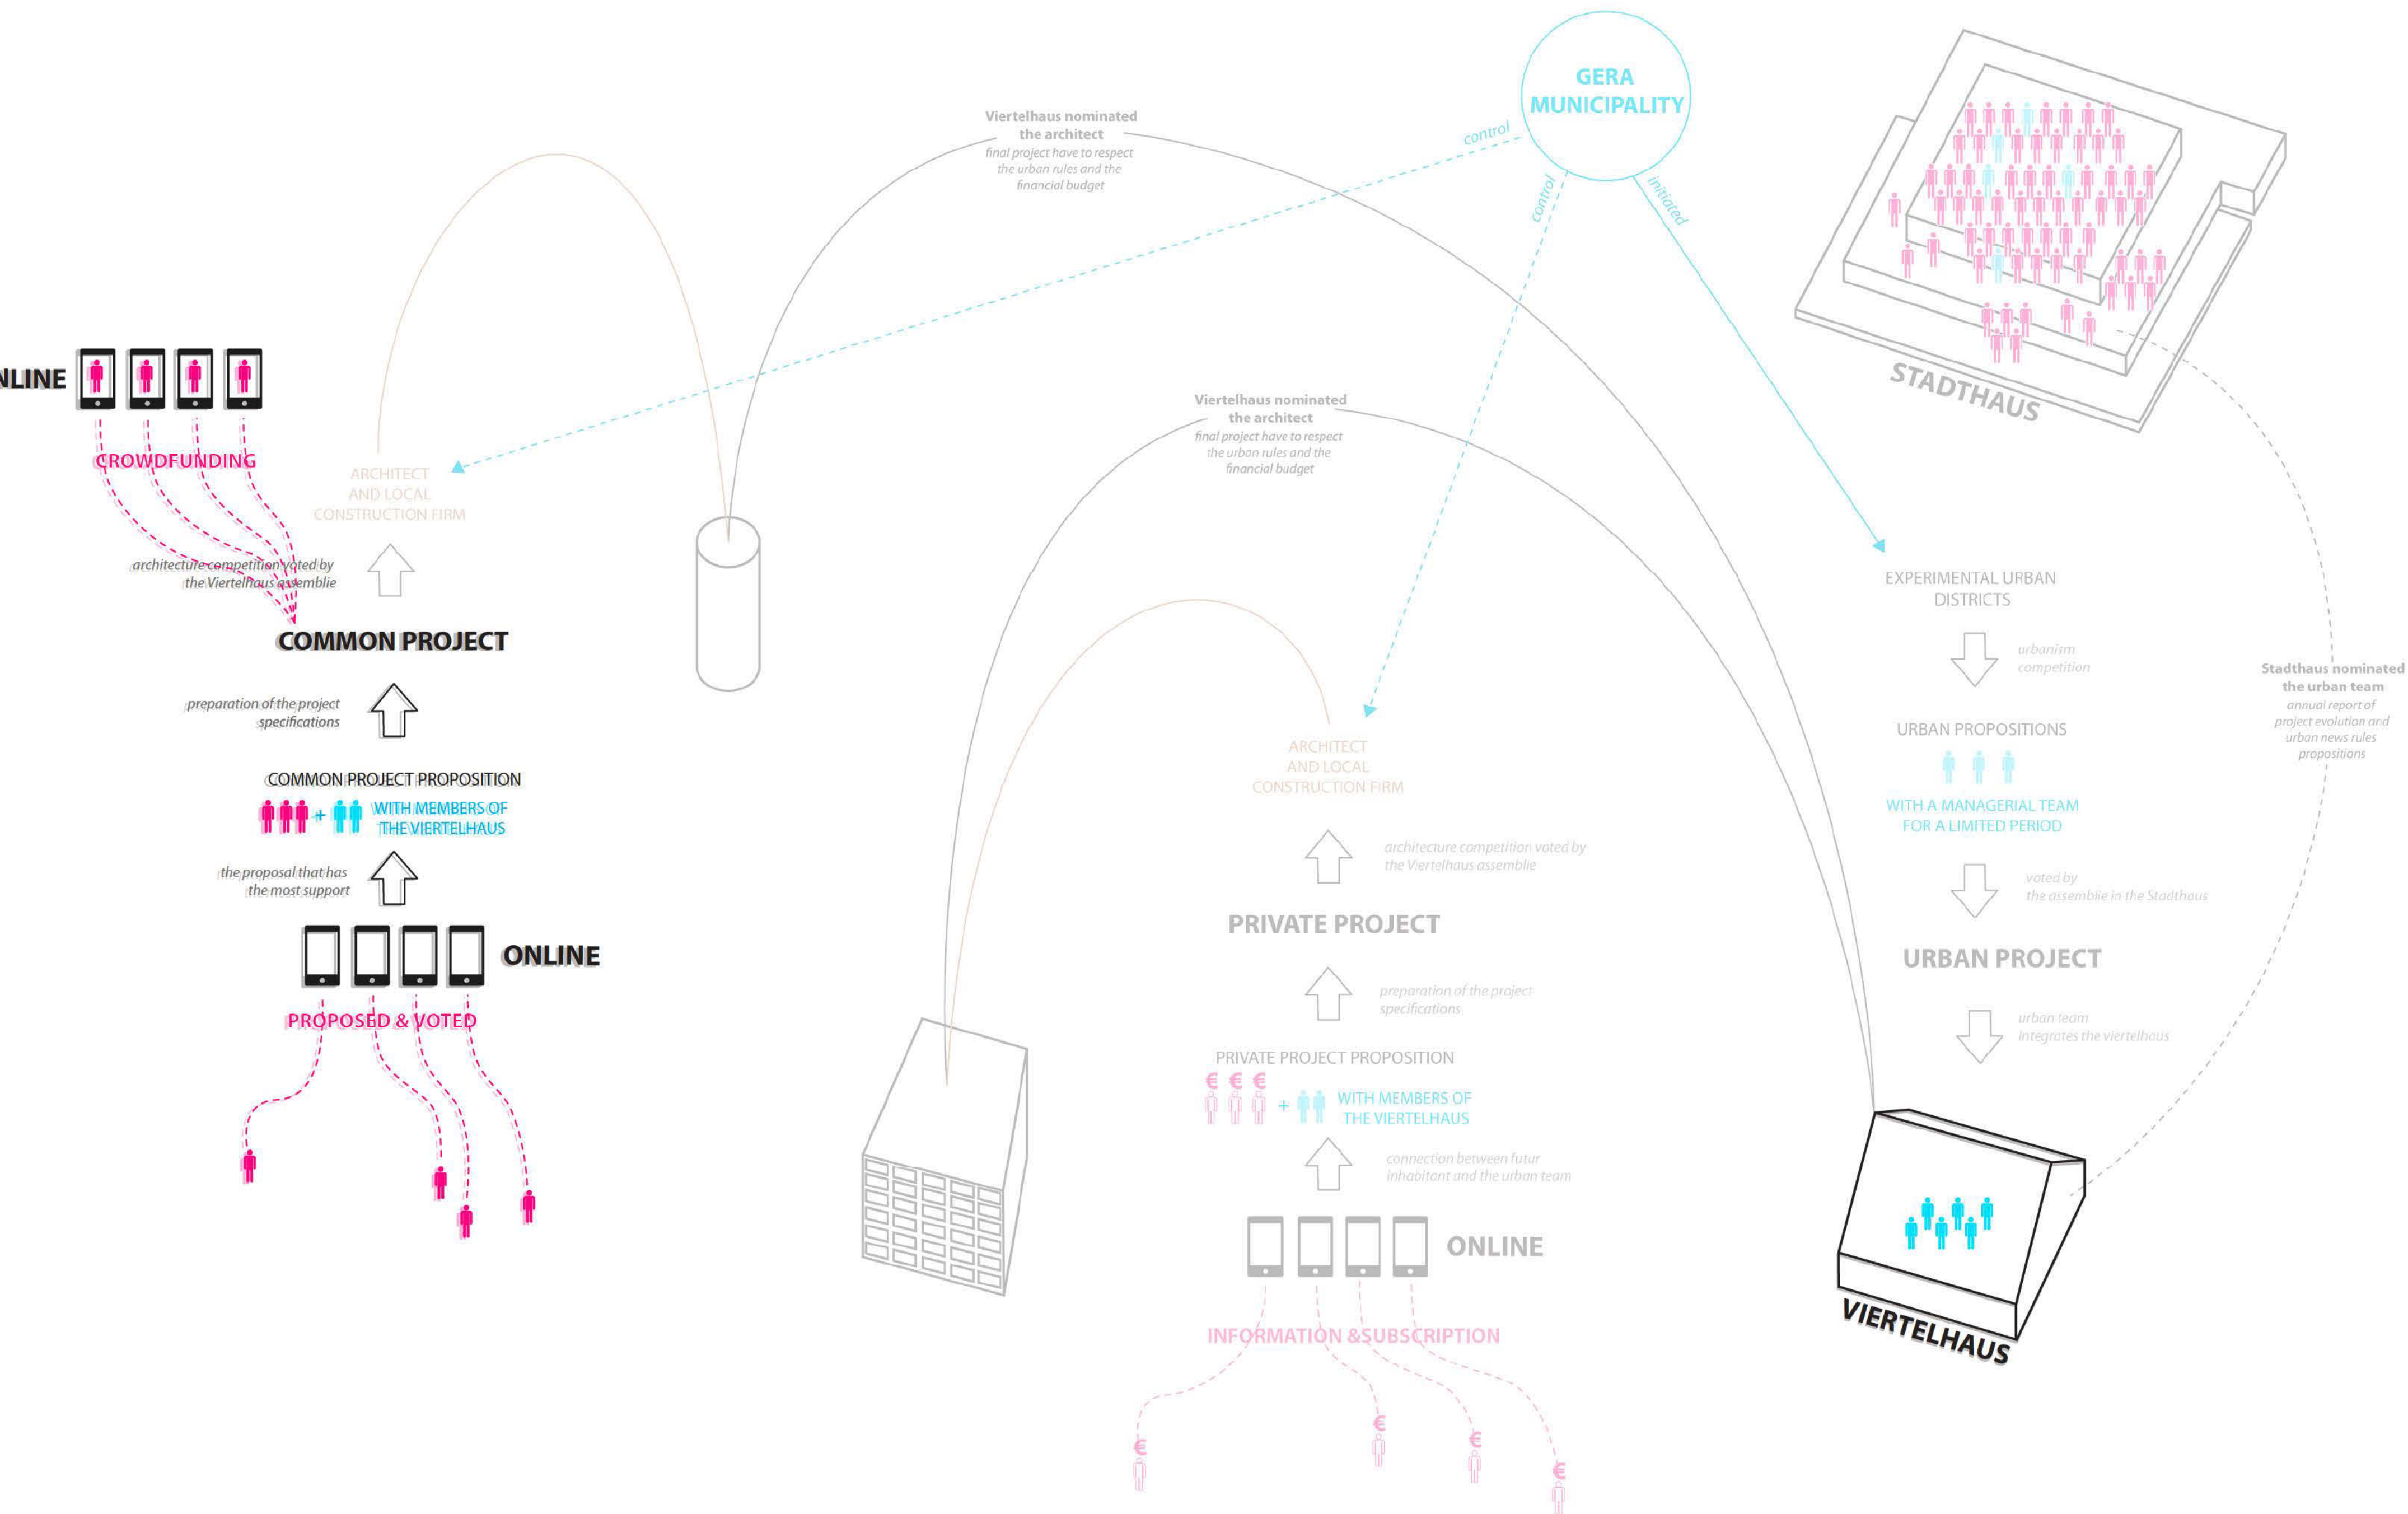 GERA
MUNICIPALITY
control
control
initiated
Viertelhaus nominated
the architect
final project have to respect
the urban rules and the
financial budget
STADTHAUS
NLINE
CROWDFUNDING
ARCHITECT
AND LOCAL
CONSTRUCTION FIRM
architecture competition voted by
the Viertelhaus assemblie
COMMON PROJECT
preparation of the project
specifications
COMMON PROJECT PROPOSITION
+ WITH MEMBERS OF
THE VIERTELHAUS
the proposal that has
the most support
ONLINE
PROPOSED & VOTED
Viertelhaus nominated
the architect
final project have to respect
the urban rules and the
financial budget
ARCHITECT
AND LOCAL
CONSTRUCTION FIRM
architecture competition voted by
the Viertelhaus assemblie
PRIVATE PROJECT
preparation of the project
specifications
PRIVATE PROJECT PROPOSITION
€ € €
+ WITH MEMBERS OF
THE VIERTELHAUS
connection between futur
inhabitant and the urban team
ONLINE
INFORMATION &SUBSCRIPTION
€
€
€
€
EXPERIMENTAL URBAN
DISTRICTS
urbanism
competition
URBAN PROPOSITIONS
WITH A MANAGERIAL TEAM
FOR A LIMITED PERIOD
voted by
the assemblie in the Stadthaus
URBAN PROJECT
urban team
integrates the viertelhaus
Stadthaus nominated
the urban team
annual report of
project evolution and
urban news rules
propositions
VIERTELHAUS